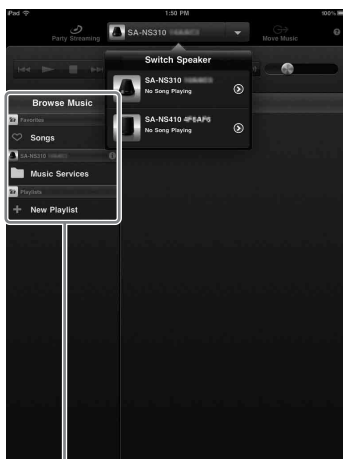 iPad
1:50 PM
100%
Party Streaming
SA-NS310
Move Music
Switch Speaker
SA-NS310
No Song Playing
SA-NS410 4F6AF6
No Song Playing
Browse Music
Favorites
Songs
SA-NS310
Music Services
Playlists
New Playlist